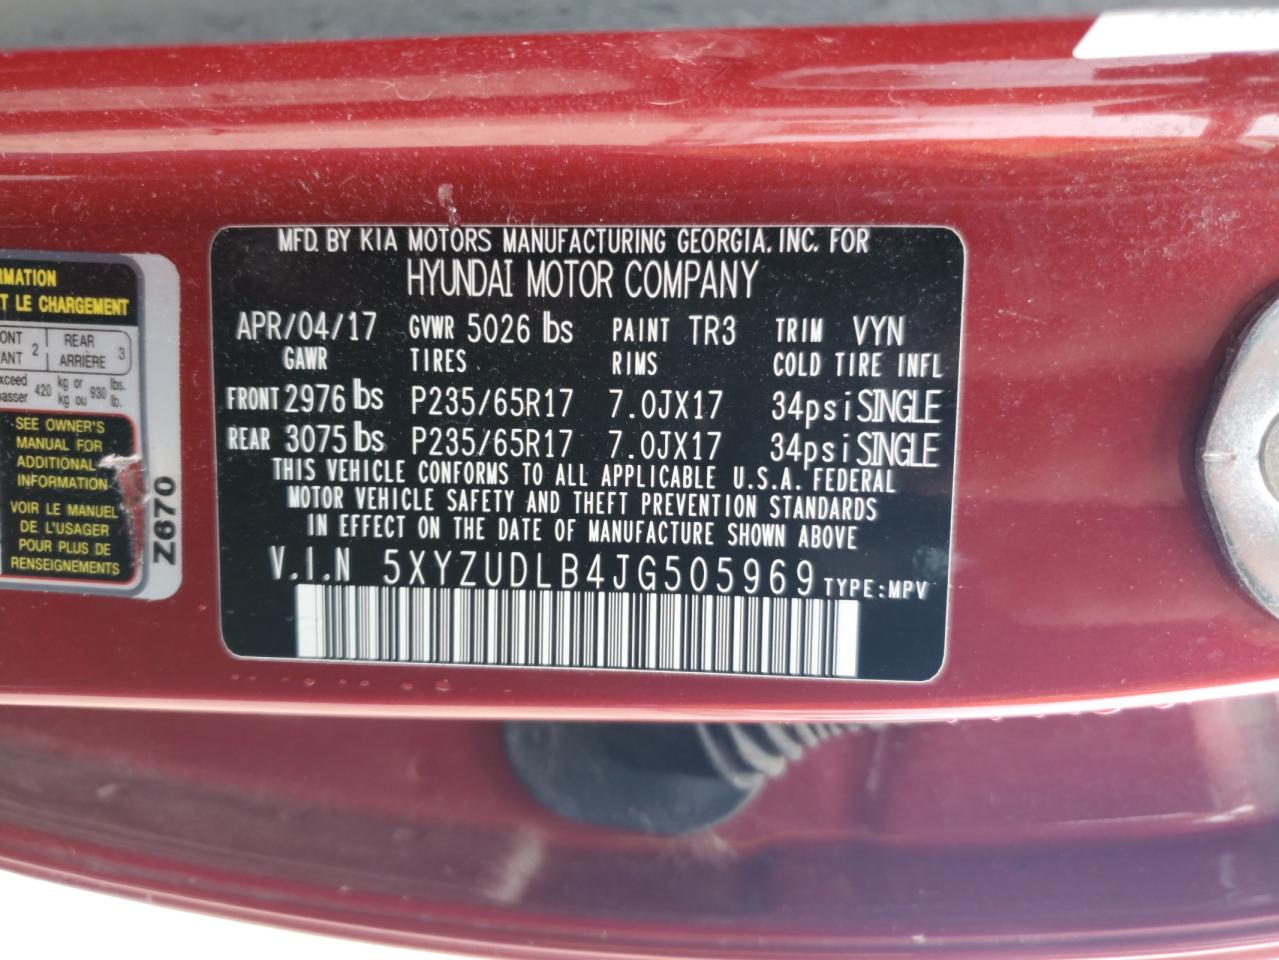 MFD. BY KIA MOTORS MANUFACTURING GEORGIA. INC. FOR
HYUNDAI MOTOR COMPANY
APR/04/17 GVWR 5026 lbs PAINT TR3 TRIM VYN
GAWR TIRES RIMS COLD TIRE INFL
FRONT 2976 lbs P235/65R17 7.0JX17 34psi SINGLE
REAR 3075 lbs P235/65R17 7.0JX17 34psi SINGLE
THIS VEHICLE CONFORMS TO ALL APPLICABLE U.S.A. FEDERAL
MOTOR VEHICLE SAFETY AND THEFT PREVENTION STANDARDS
IN EFFECT ON THE DATE OF MANUFACTURE SHOWN ABOVE
V.I.N 5XYZUDLB4JG505969 TYPE:MPV
LE CHARGEMENT
2 REAR 3
ARRIÈRE
420 kg or 930 lbs.
kg ou lb.
SEE OWNER'S
MANUAL FOR
ADDITIONAL
INFORMATION
VOIR LE MANUEL
DE L'USAGER
POUR PLUS DE
RENSEIGNEMENTS
Z670